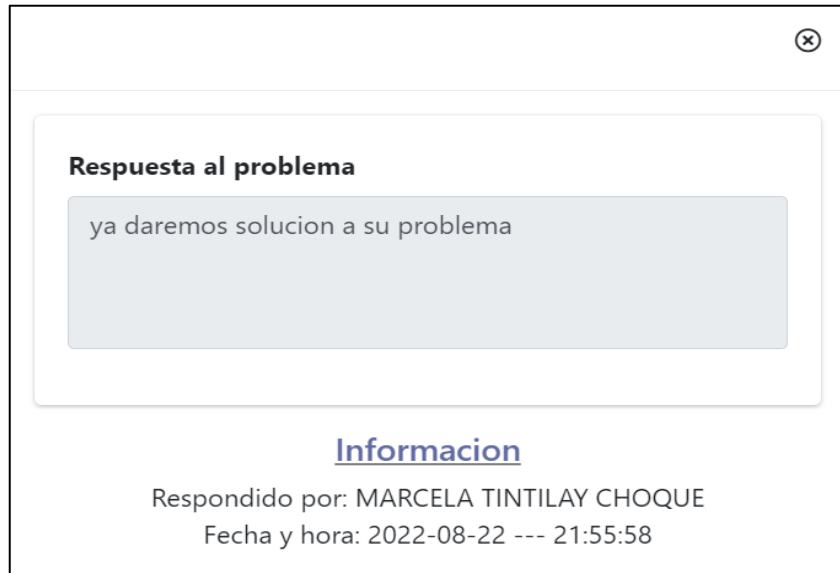 Respuesta al problema
ya daremos solucion a su problema
Informacion
Respondido por: MARCELA TINTILAY CHOQUE
Fecha y hora: 2022-08-22 --- 21:55:58